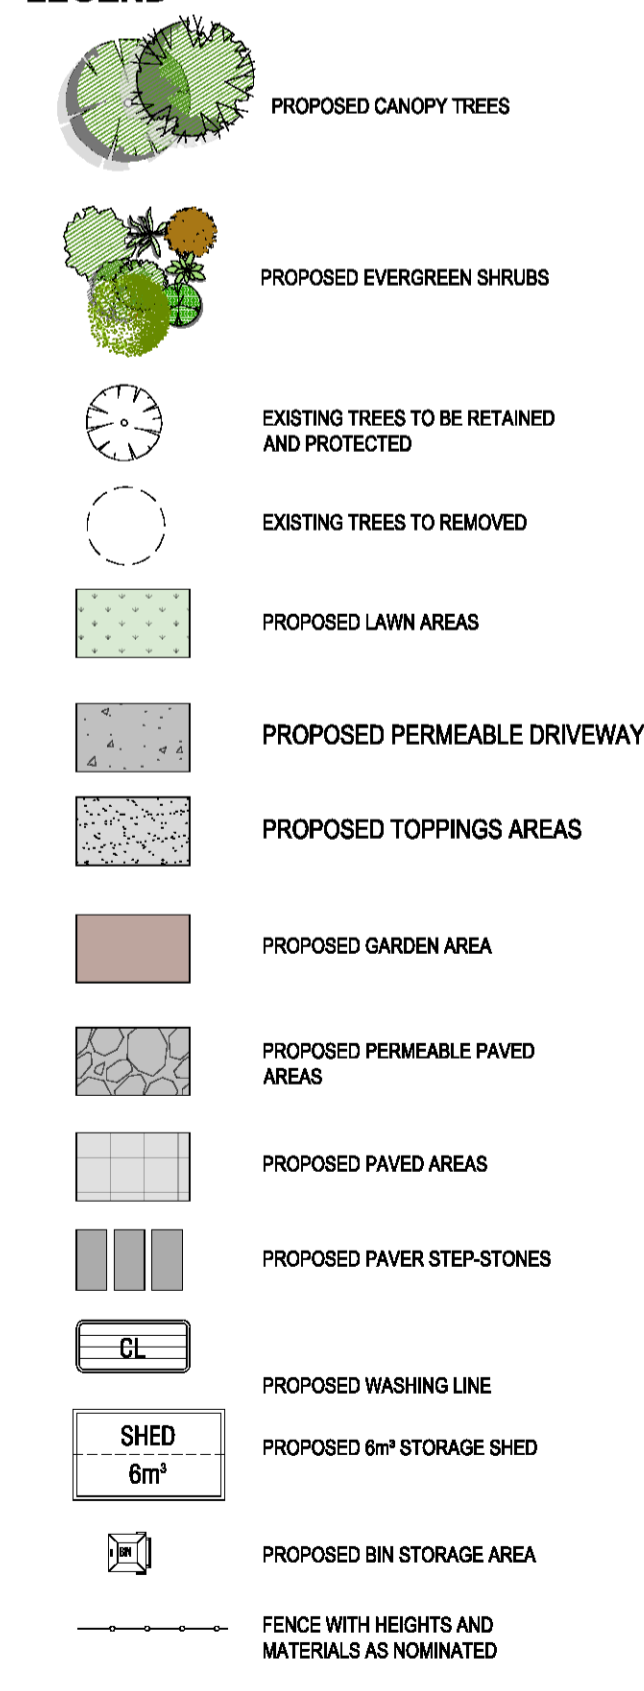 LEGEND
PROPOSED CANOPY TREES
PROPOSED EVERGREEN SHRUBS
EXISTING TREES TO BE RETAINED
AND PROTECTED
EXISTING TREES TO REMOVED
PROPOSED LAWN AREAS
PROPOSED PERMEABLE DRIVEWAY
PROPOSED TOPPINGS AREAS
PROPOSED GARDEN AREA
PROPOSED PERMEABLE PAVED
AREAS
PROPOSED PAVED AREAS
PROPOSED PAVER STEP-STONES
CL
PROPOSED WASHING LINE
SHED
6m³
PROPOSED 6m³ STORAGE SHED
BIN
PROPOSED BIN STORAGE AREA
FENCE WITH HEIGHTS AND
MATERIALS AS NOMINATED